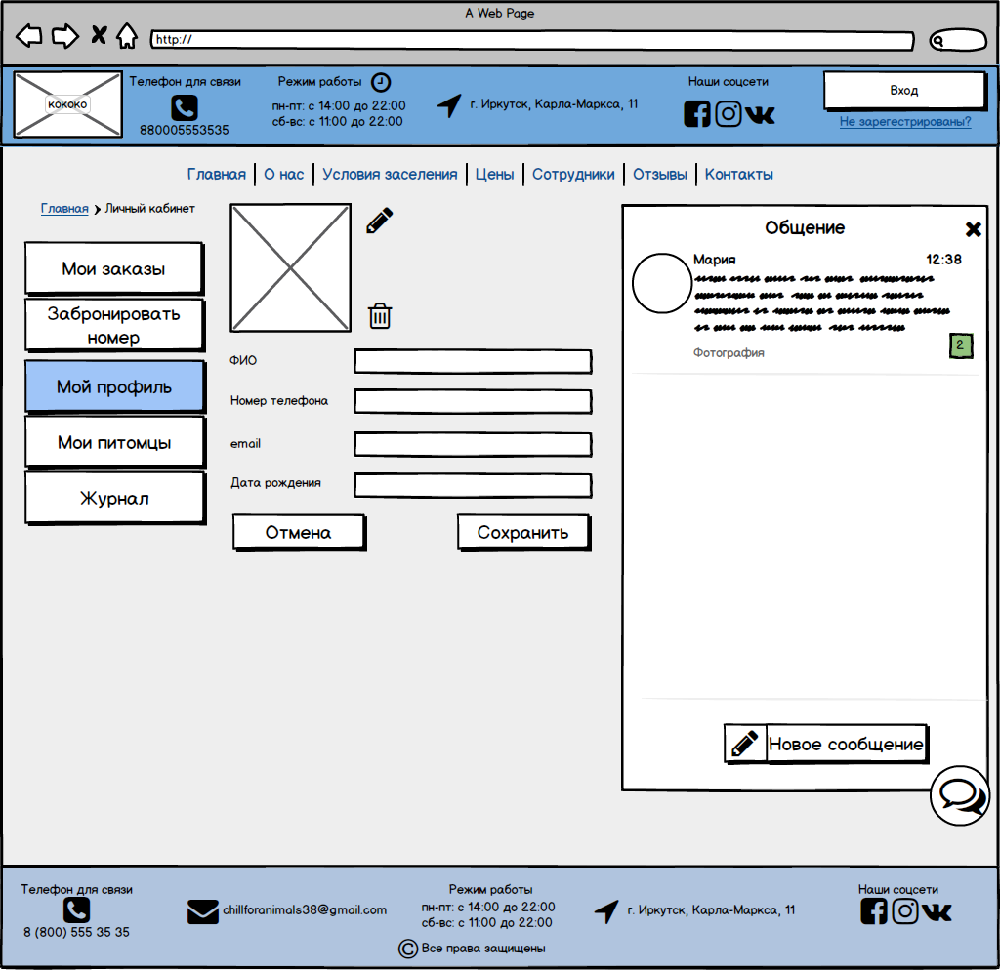 A Web Page
http://
кококо
Телефон для связи
880005553535
Режим работы
пн-пт: с 14:00 до 22:00
сб-вс: с 11:00 до 22:00
г. Иркутск, Карла-Маркса, 11
Наши соцсети
Вход
Не зарегестрированы?
Главная
О нас
Условия заселения
Цены
Сотрудники
Отзывы
Контакты
Главная Личный кабинет
Мои заказы
Забронировать
номер
Мой профиль
Мои питомцы
Журнал
ФИО
Номер телефона
email
Дата рождения
Отмена
Сохранить
Общение
Мария 12:38
Фотография
2
Новое сообщение
Телефон для связи
8 (800) 555 35 35
chillforanimals38@gmail.com
Режим работы
пн-пт: с 14:00 до 22:00
сб-вс: с 11:00 до 22:00
г. Иркутск, Карла-Маркса, 11
Наши соцсети
© Все права защищены